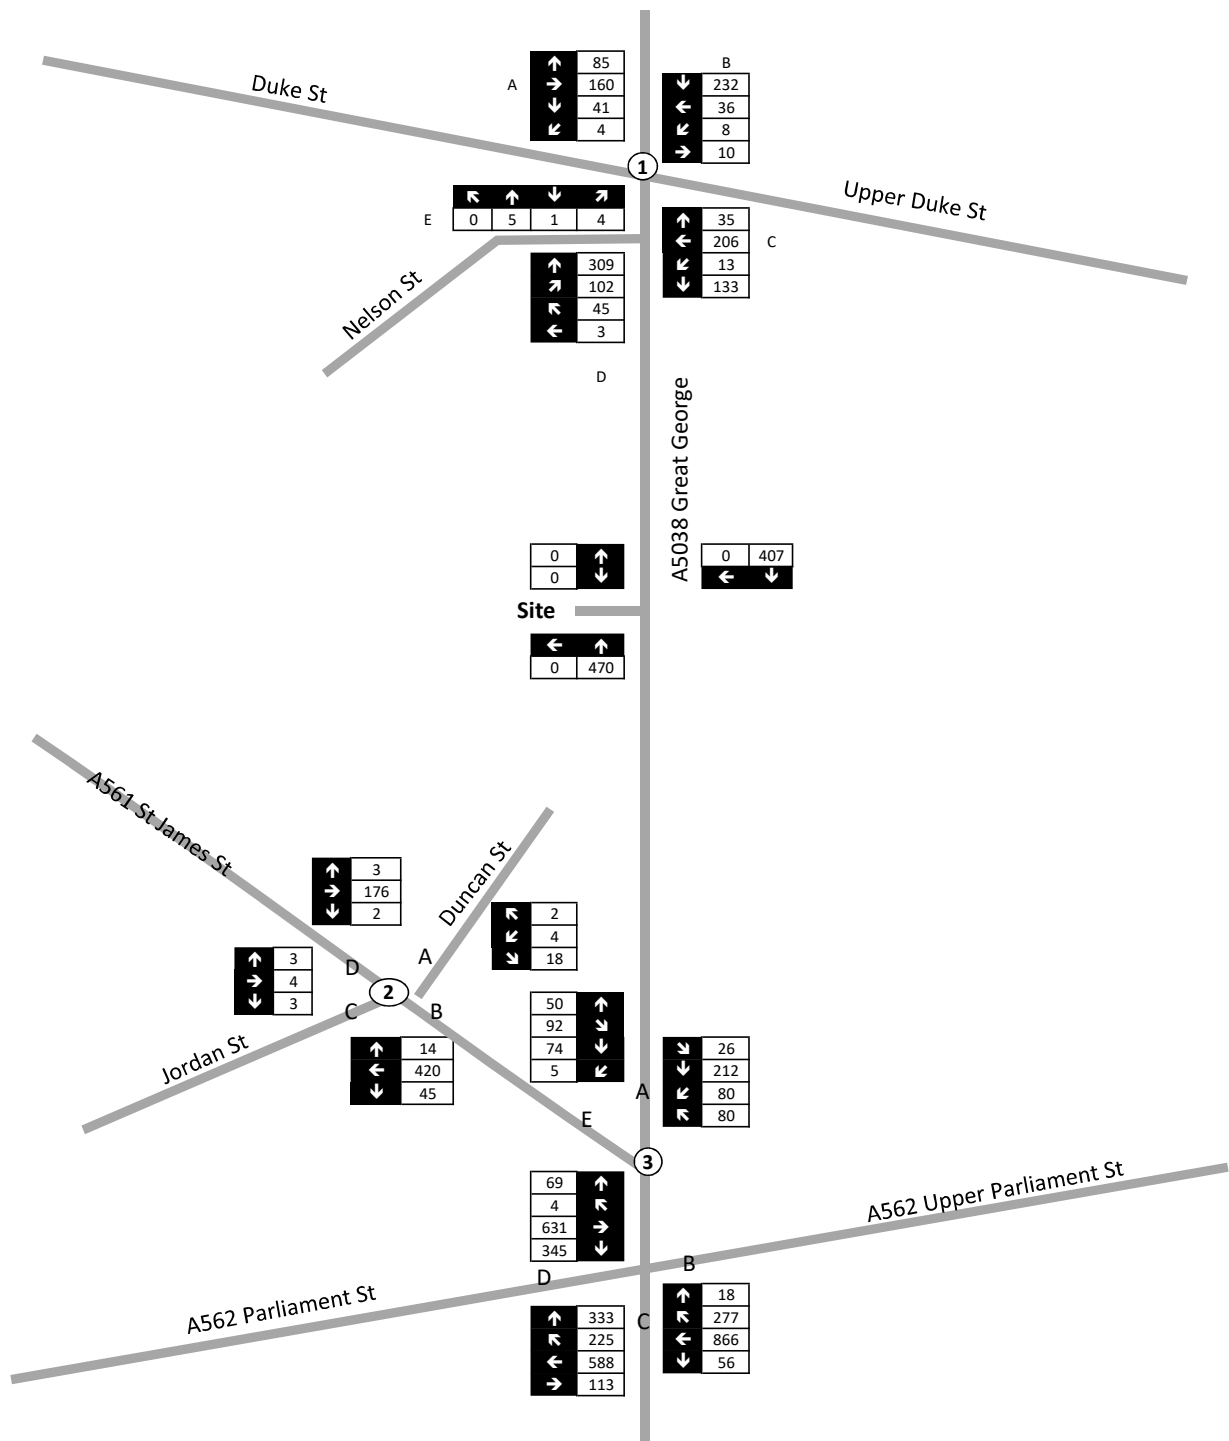 85
B
A 160
232
Duke St
41
36
4
8
10
1
Upper Duke St
E 0 5 1 4
35
206 C
13
133
309
102
45
3
Nelson St
D
A5038 Great George
0
0
0 407
Site
0 470
A561 St James St
3
176
2
Duncan St
2
4
18
A
D
3
4
3
2
C
B
Jordan St
14
420
45
50
92
74
5
26
212
80
80
A
E
3
69
4
631
345
A562 Upper Parliament St
B
D
A562 Parliament St
333
225
588
113
C
18
277
866
56